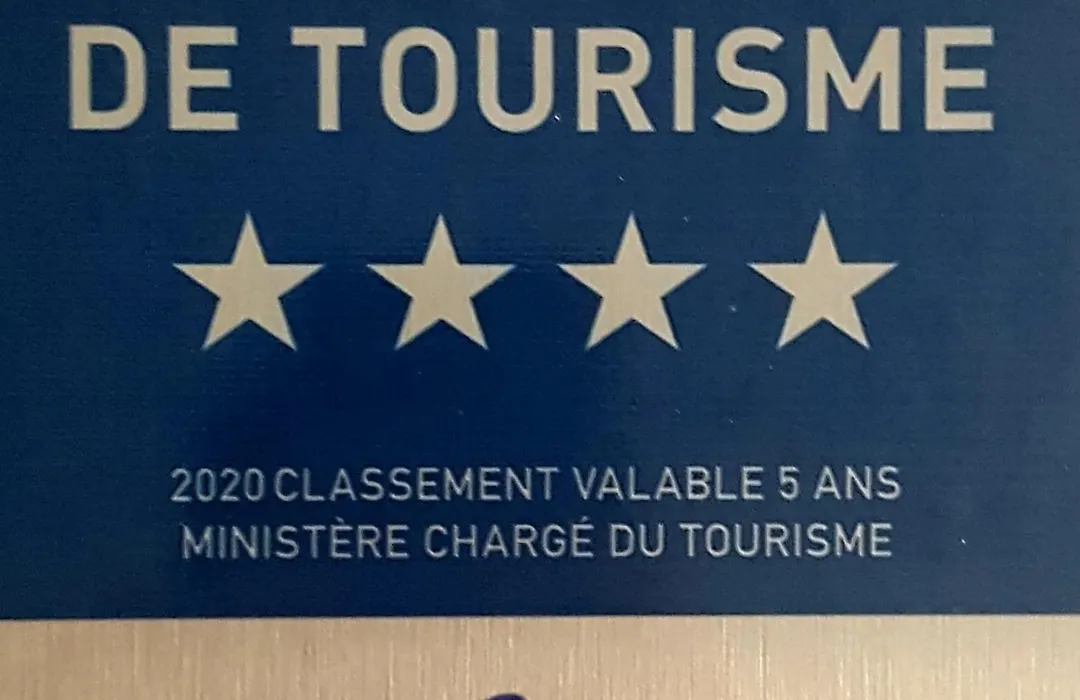 DE TOURISME
2020 CLASSEMENT VALABLE 5 ANS
MINISTÈRE CHARGÉ DU TOURISME